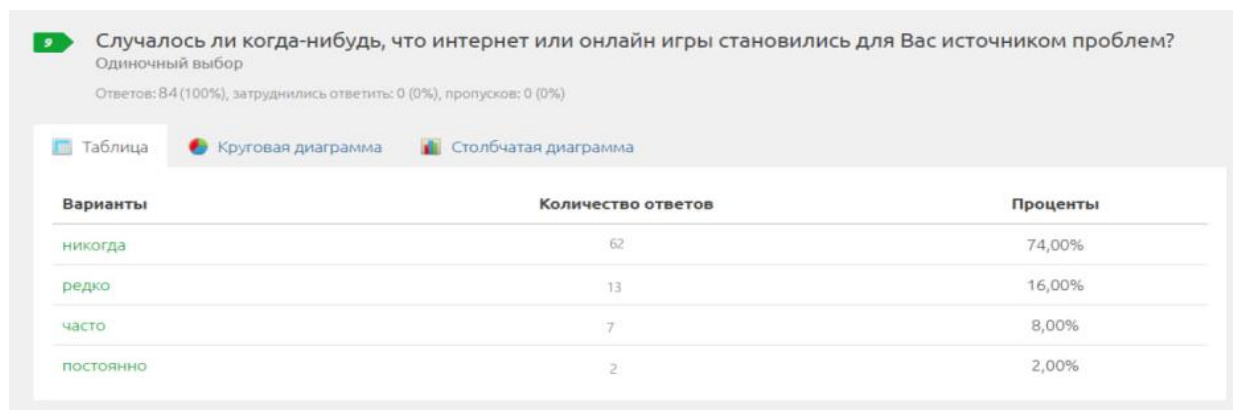 9 Случалось ли когда-нибудь, что интернет или онлайн игры становились для Вас источником проблем?
Одиночный выбор
Ответов: 84 (100%), затруднились ответить: 0 (0%), пропусков: 0 (0%)
Таблица Круговая диаграмма Столбчатая диаграмма
Варианты Количество ответов Проценты
никогда 62 74,00%
редко 13 16,00%
часто 7 8,00%
постоянно 2 2,00%